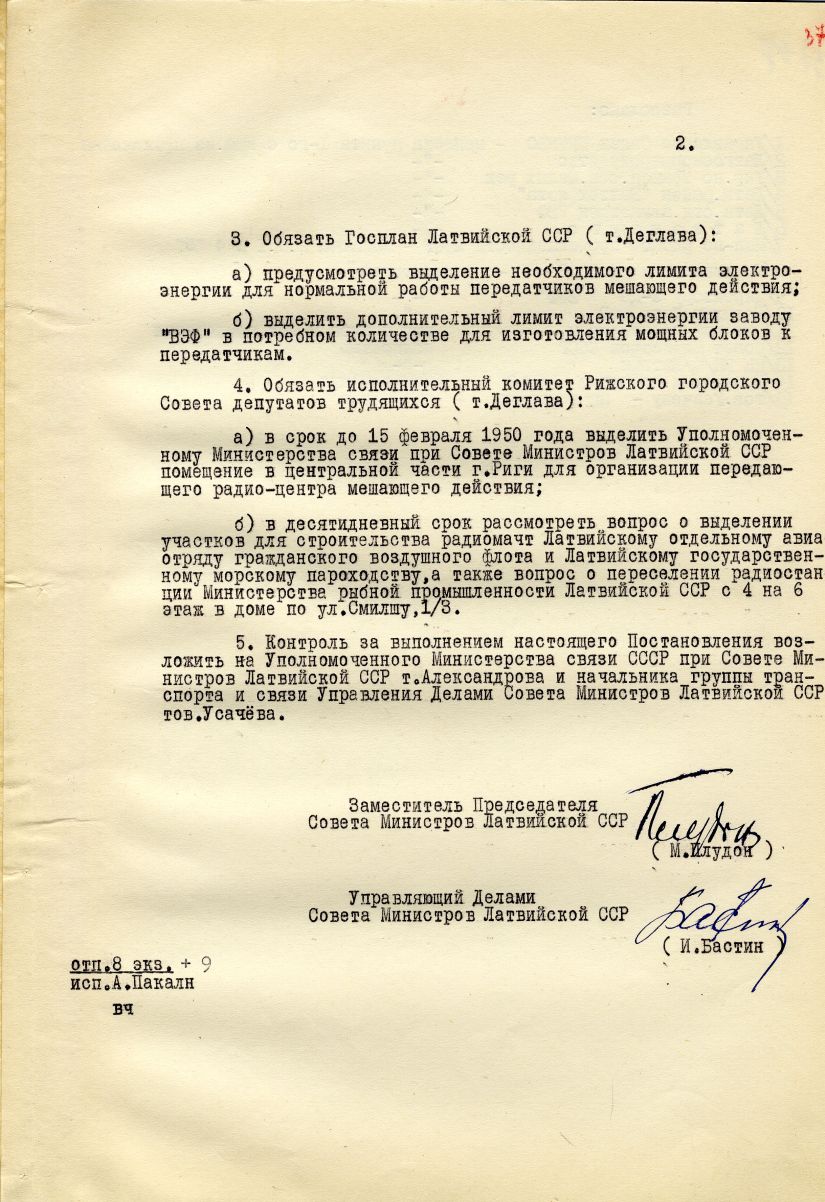 37
2.
3. Обязать Госплан Латвийской ССР ( т.Деглава):
а) предусмотреть выделение необходимого лимита электро-
энергии для нормальной работы передатчиков мешающего действия;
б) выделить дополнительный лимит электроэнергии заводу
"ВЭФ" в потребном количестве для изготовления мощных блоков к
передатчикам.
4. Обязать исполнительный комитет Рижского городского
Совета депутатов трудящихся ( т.Деглава):
а) в срок до 15 февраля 1950 года выделить Уполномочен-
ному Министерства связи при Совете Министров Латвийской ССР
помещение в центральной части г.Риги для организации передаю-
щего радио-центра мешающего действия;
б) в десятидневный срок рассмотреть вопрос о выделении
участков для строительства радиомачт Латвийскому отдельному авиа
отряду гражданского воздушного флота и Латвийскому государствен-
ному морскому пароходству,а также вопрос о переселении радиостан
ции Министерства рыбной промышленности Латвийской ССР с 4 на 6
этаж в доме по ул.Смилшу,1/3.
5. Контроль за выполнением настоящего Постановления воз-
ложить на Уполномоченного Министерства связи СССР при Совете Ми-
нистров Латвийской ССР т.Александрова и начальника группы тран-
спорта и связи Управления Делами Совета Министров Латвийской ССР
тов.Усачёва.
Заместитель Председателя
Совета Министров Латвийской ССР
( М.Плудон )
Управляющий Делами
Совета Министров Латвийской ССР
( И.Бастин )
отп.8 экз. + 9
исп.А.Пакалн
вч